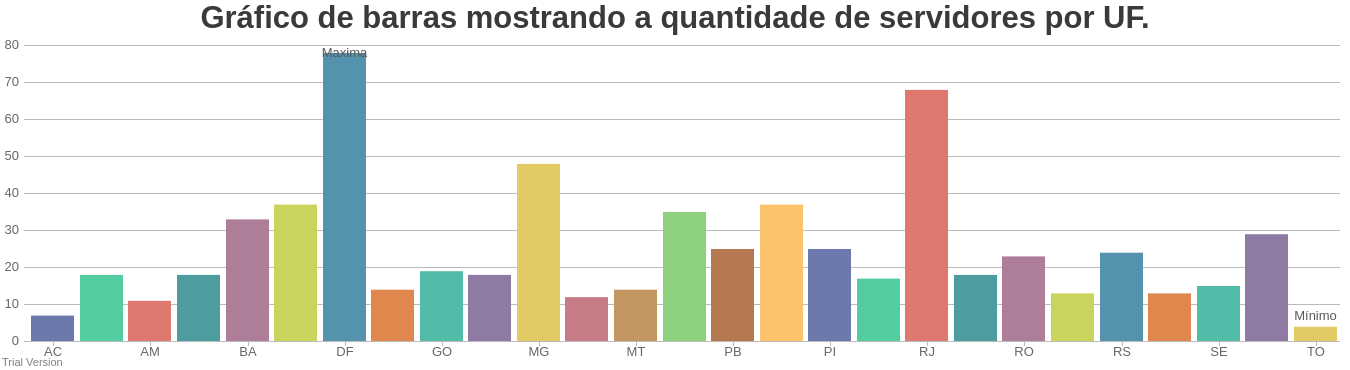 Gráfico de barras mostrando a quantidade de servidores por UF.
80
70
60
50
40
30
20
10
0
Maxima
Mínimo
AC AM BA DF GO MG MT PB PI RJ RO RS SE TO
Trial Version